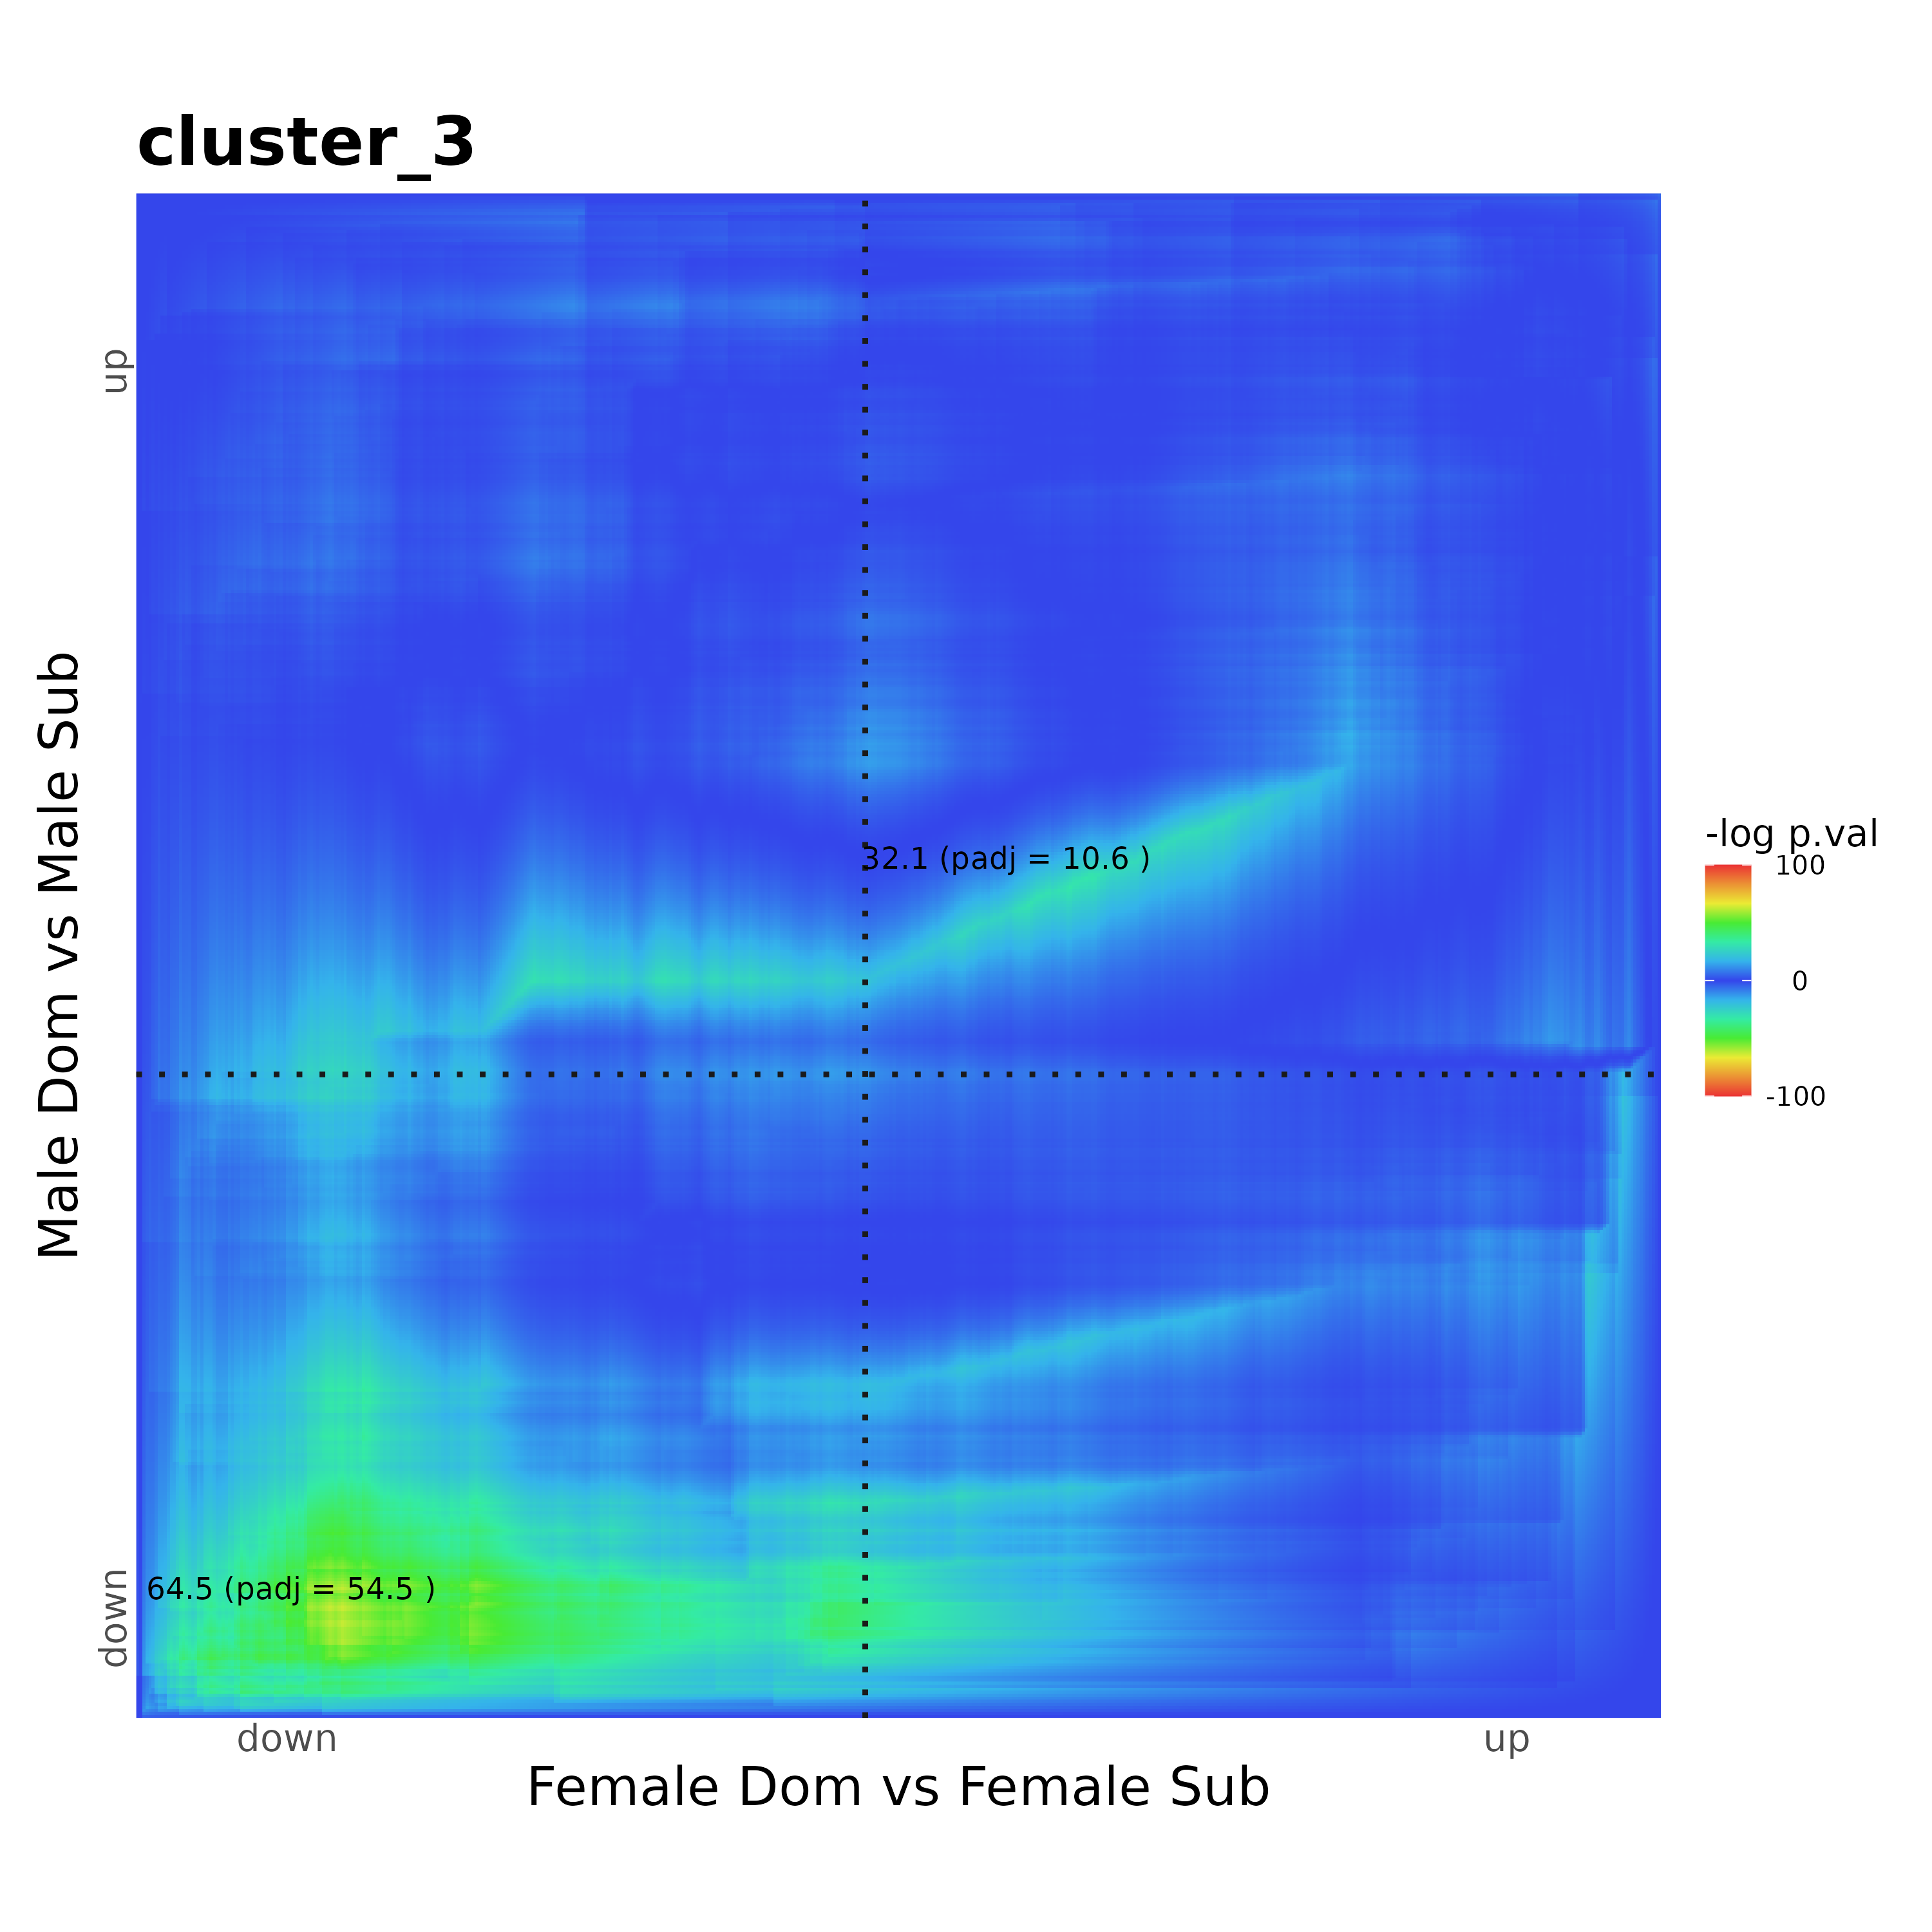 cluster_3
up
Male Dom vs Male Sub
32.1 (padj = 10.6 )
-log p.val
100
0
-100
64.5 (padj = 54.5 )
down
down
up
Female Dom vs Female Sub